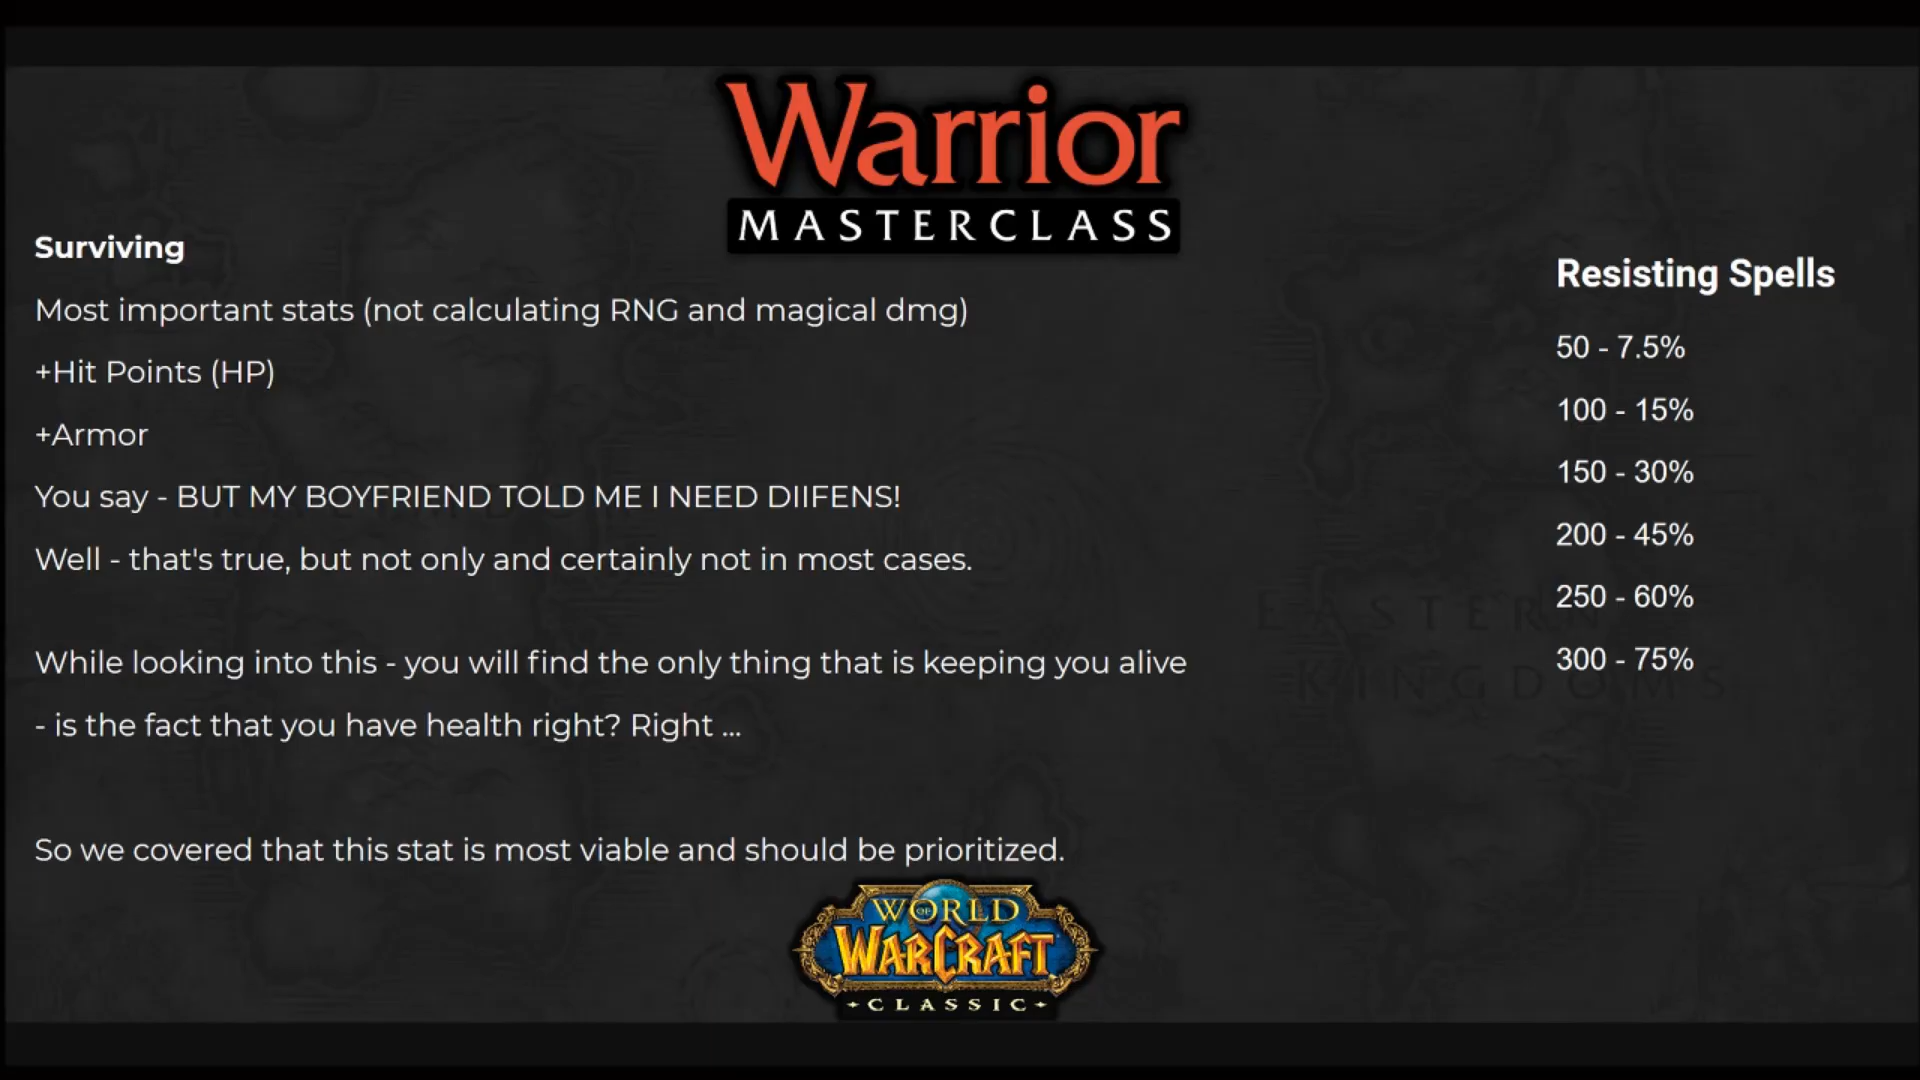 Warrior
MASTERCLASS
Surviving
Most important stats (not calculating RNG and magical dmg)
+Hit Points (HP)
+Armor
You say - BUT MY BOYFRIEND TOLD ME I NEED DIIFENS!
Well - that's true, but not only and certainly not in most cases.
While looking into this - you will find the only thing that is keeping you alive
- is the fact that you have health right? Right ...
So we covered that this stat is most viable and should be prioritized.
Resisting Spells
50 - 7.5%
100 - 15%
150 - 30%
200 - 45%
250 - 60%
300 - 75%
EASTERN
KINGDOMS
WORLD
OF
WARCRAFT
CLASSIC